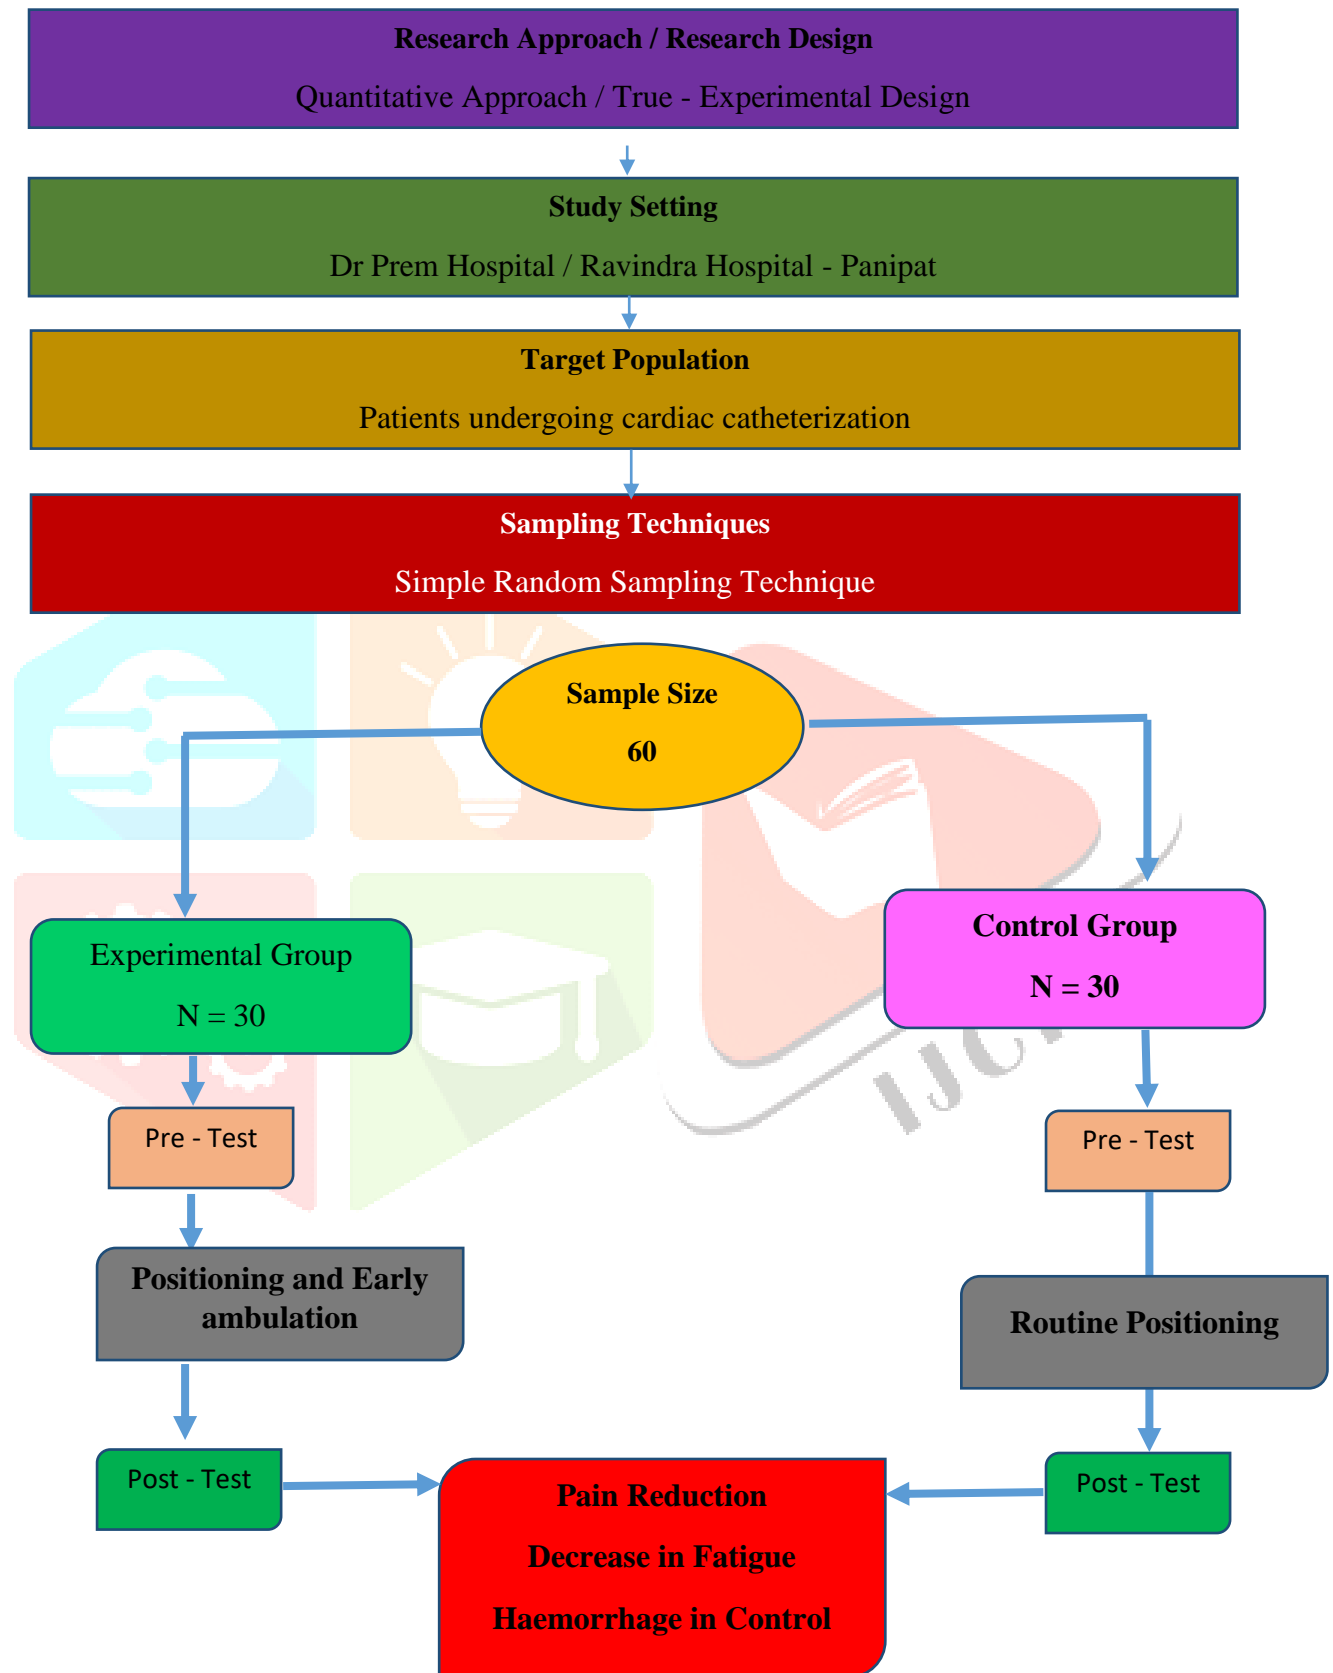 Research Approach / Research Design
Quantitative Approach / True - Experimental Design
Study Setting
Dr Prem Hospital / Ravindra Hospital - Panipat
Target Population
Patients undergoing cardiac catheterization
Sampling Techniques
Simple Random Sampling Technique
Sample Size
60
Experimental Group
N = 30
Control Group
N = 30
Pre - Test
Pre - Test
Positioning and Early
ambulation
Routine Positioning
Post - Test
Post - Test
Pain Reduction
Decrease in Fatigue
Haemorrhage in Control